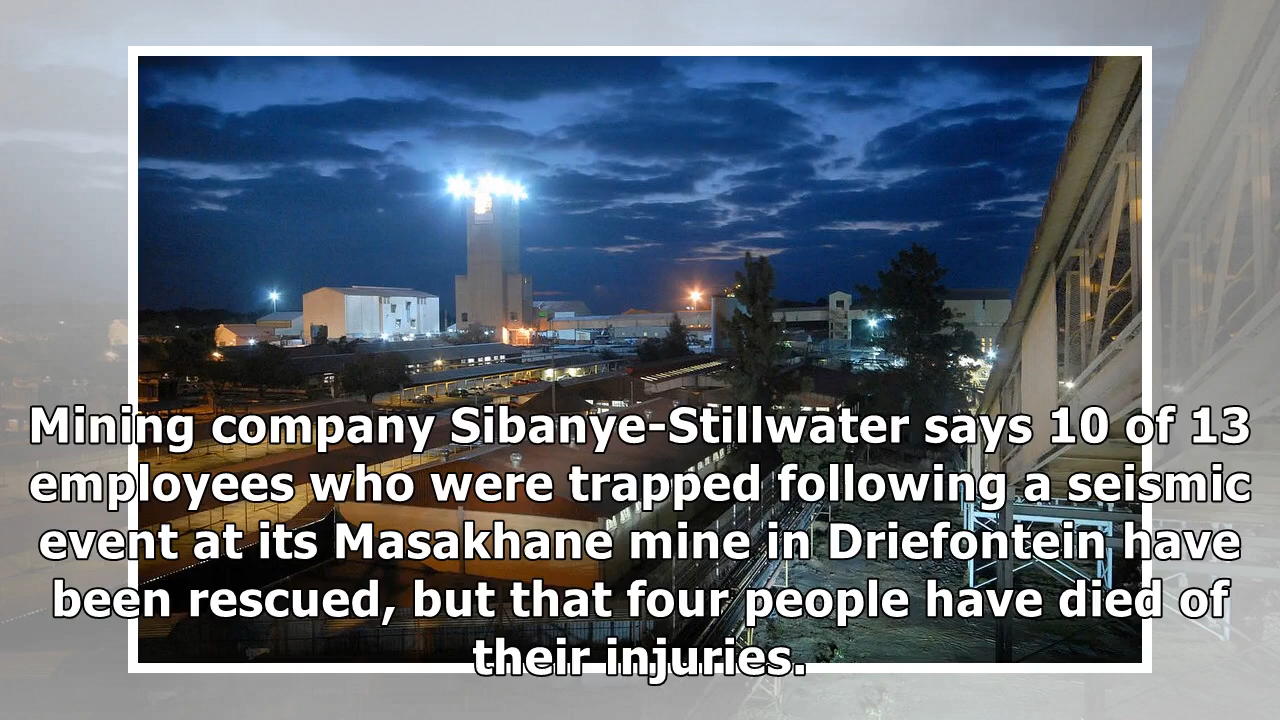 Mining company Sibanye-Stillwater says 10 of 13
employees who were trapped following a seismic
event at its Masakhane mine in Driefontein have
been rescued, but that four people have died of
their injuries.